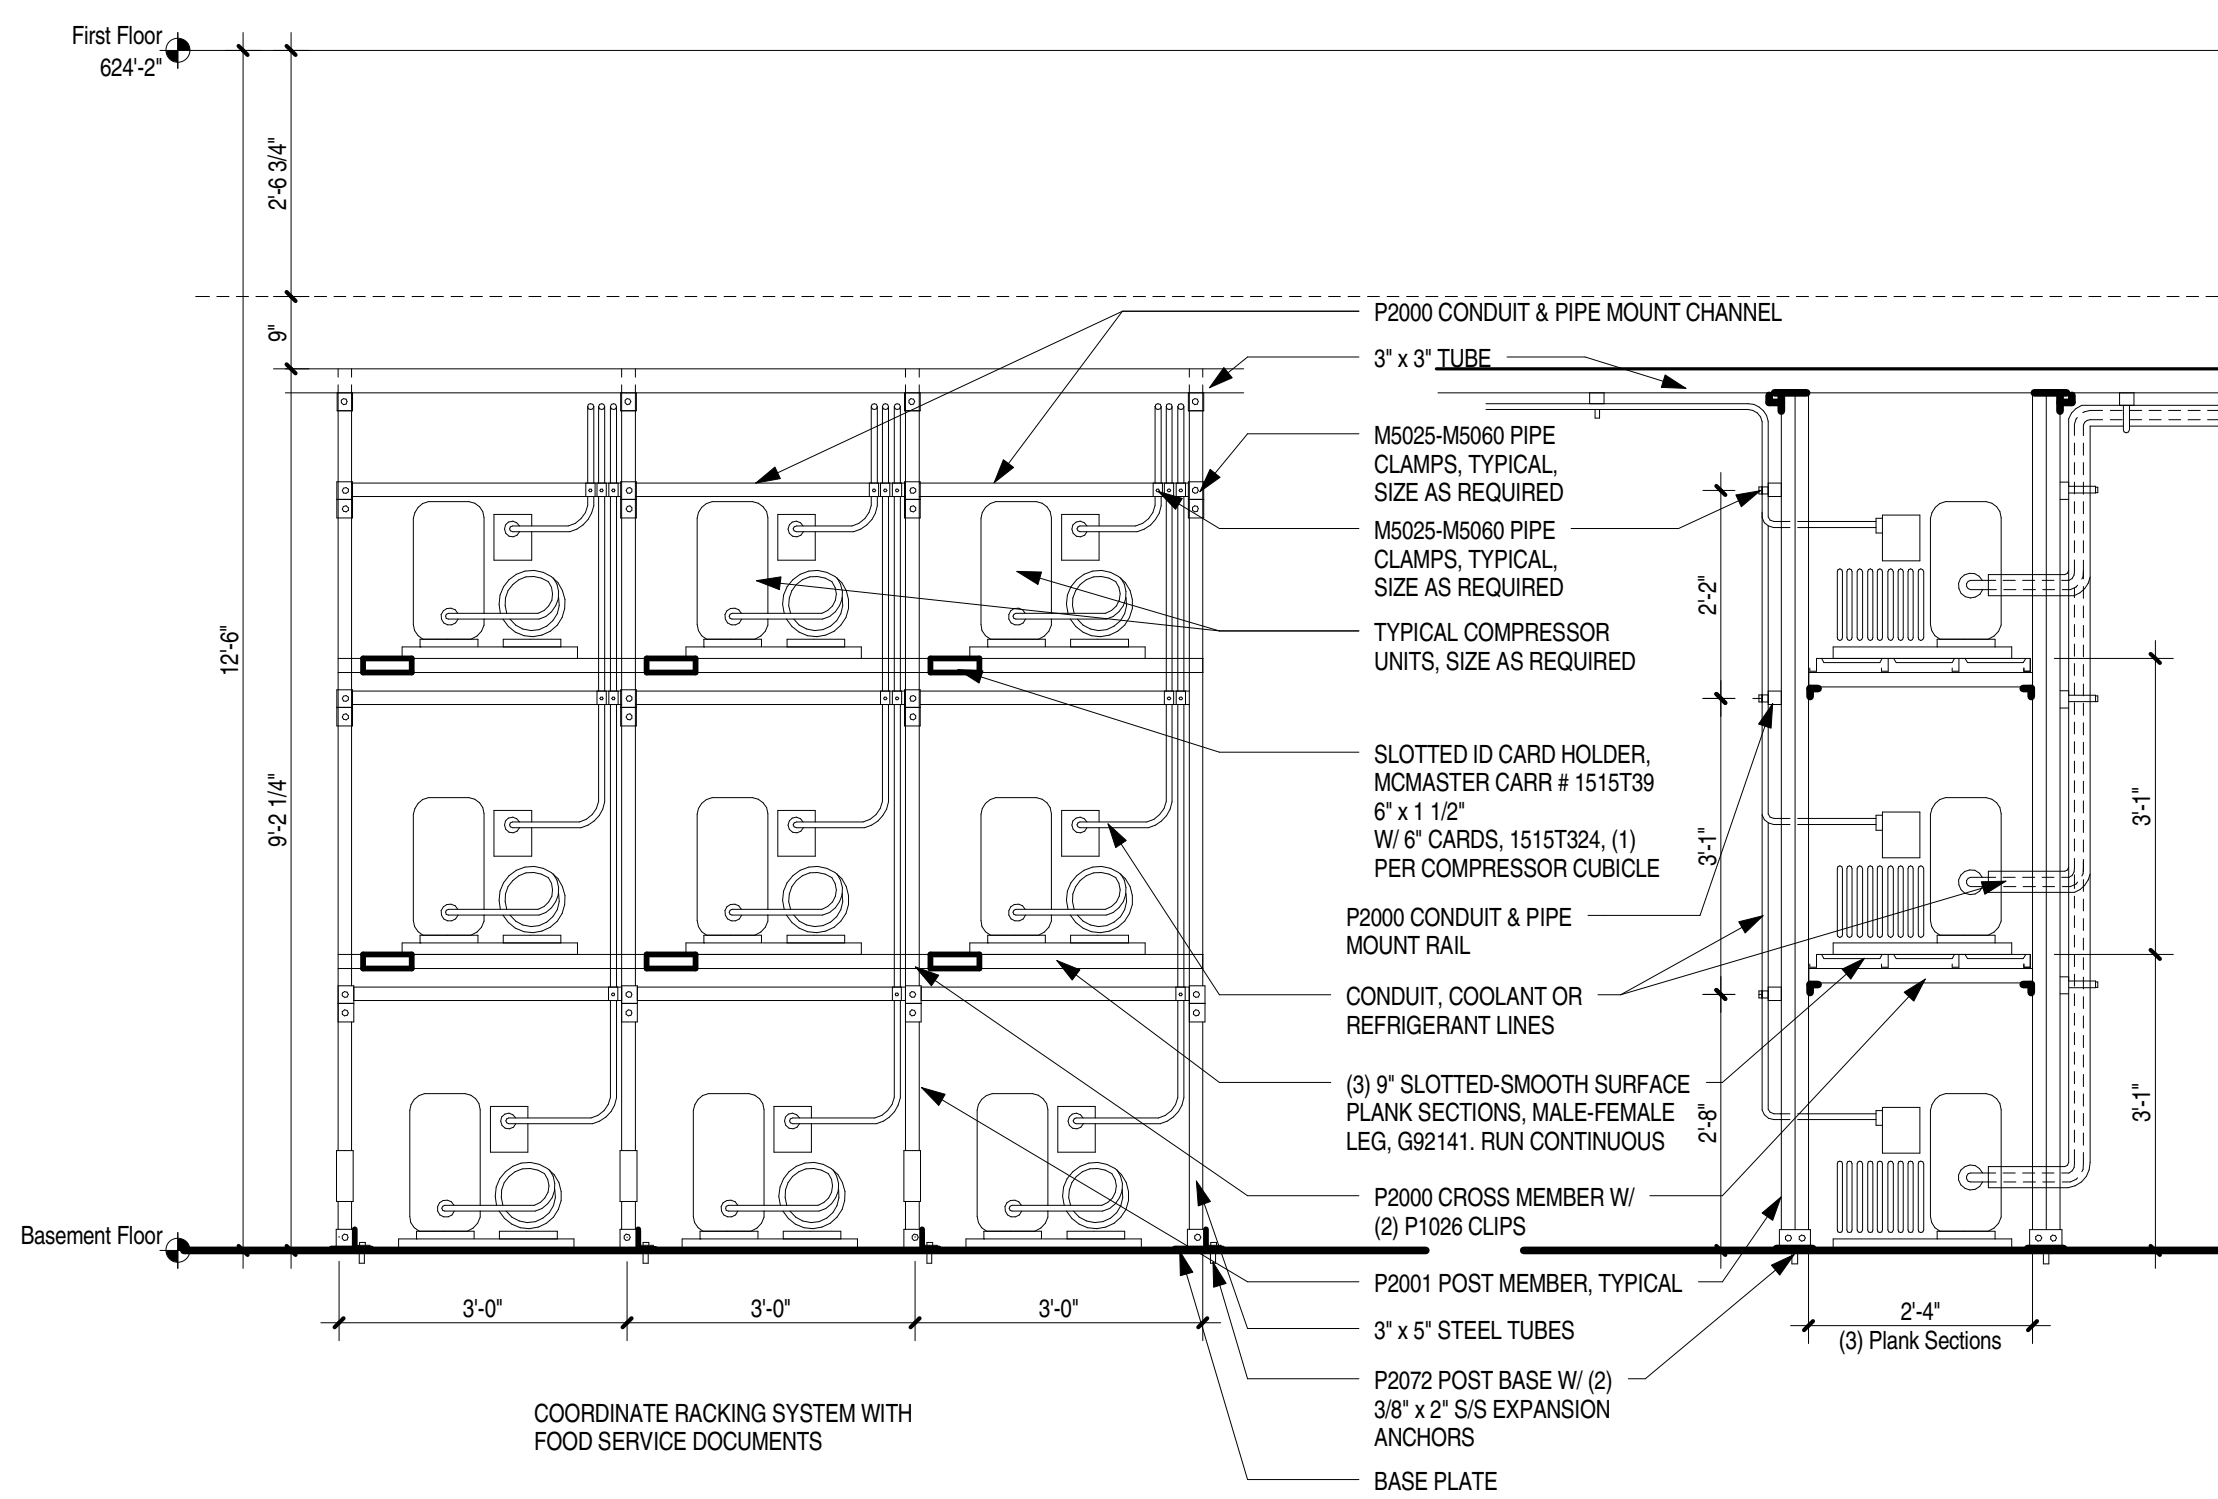 First Floor
624'-2"
2'-6 3/4"
9"
12'-6"
9'-2 1/4"
Basement Floor
3'-0"
3'-0"
3'-0"
COORDINATE RACKING SYSTEM WITH
FOOD SERVICE DOCUMENTS
P2000 CONDUIT & PIPE MOUNT CHANNEL
3" x 3" TUBE
M5025-M5060 PIPE
CLAMPS, TYPICAL,
SIZE AS REQUIRED
M5025-M5060 PIPE
CLAMPS, TYPICAL,
SIZE AS REQUIRED
TYPICAL COMPRESSOR
UNITS, SIZE AS REQUIRED
SLOTTED ID CARD HOLDER,
MCMASTER CARR # 1515T39
6" x 1 1/2"
W/ 6" CARDS, 1515T324, (1)
PER COMPRESSOR CUBICLE
P2000 CONDUIT & PIPE
MOUNT RAIL
CONDUIT, COOLANT OR
REFRIGERANT LINES
(3) 9" SLOTTED-SMOOTH SURFACE
PLANK SECTIONS, MALE-FEMALE
LEG, G92141. RUN CONTINUOUS
P2000 CROSS MEMBER W/
(2) P1026 CLIPS
P2001 POST MEMBER, TYPICAL
3" x 5" STEEL TUBES
P2072 POST BASE W/ (2)
3/8" x 2" S/S EXPANSION
ANCHORS
BASE PLATE
2'-2"
3'-1"
2'-8"
3'-1"
3'-1"
2'-4"
(3) Plank Sections